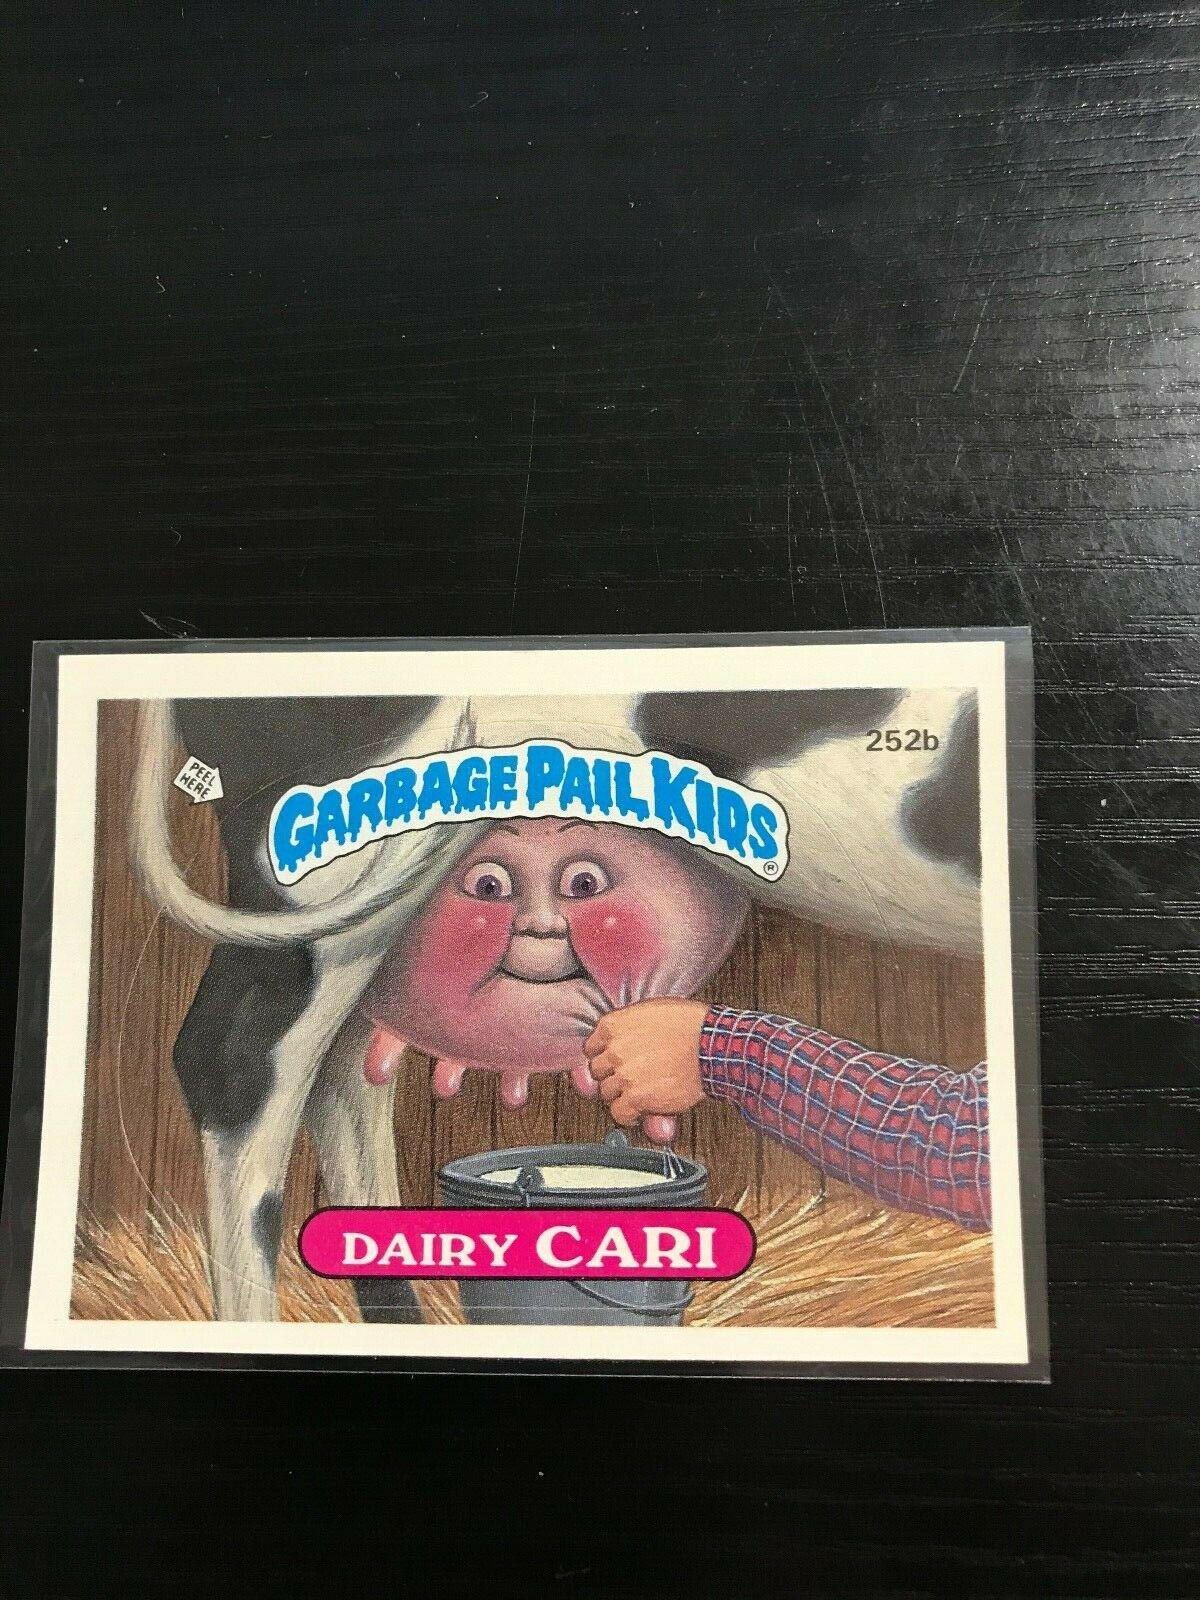 252b
PEEL
HERE
GARBAGE PAIL KIDS
®
DAIRY CARI